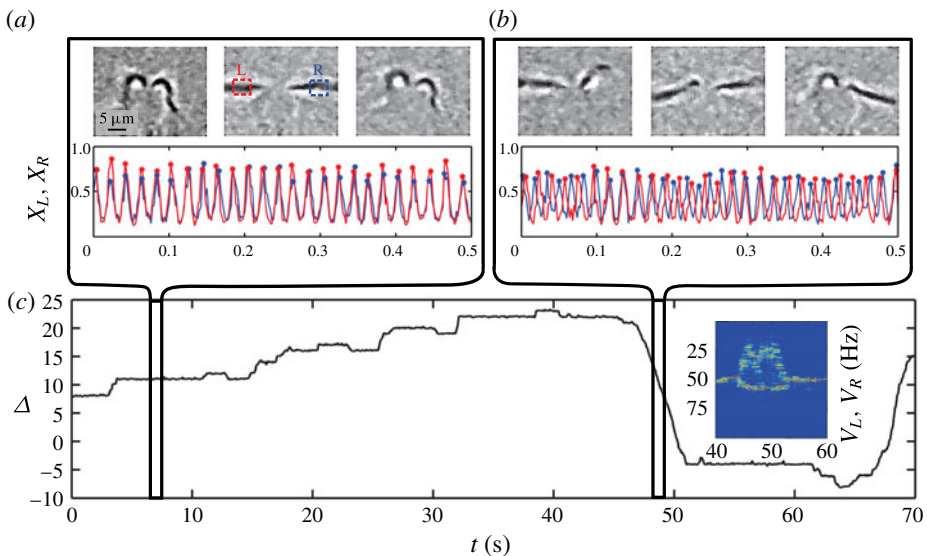 (a)
(b)
L
R
5 μm
X_L, X_R
1.0
0.5
0 0.1 0.2 0.3 0.4 0.5
1.0
0.5
0 0.1 0.2 0.3 0.4 0.5
(c)
Δ
25
20
15
10
5
0
−5
−10
0 10 20 30 40 50 60 70
t (s)
25
50
75
40 50 60
V_L, V_R (Hz)